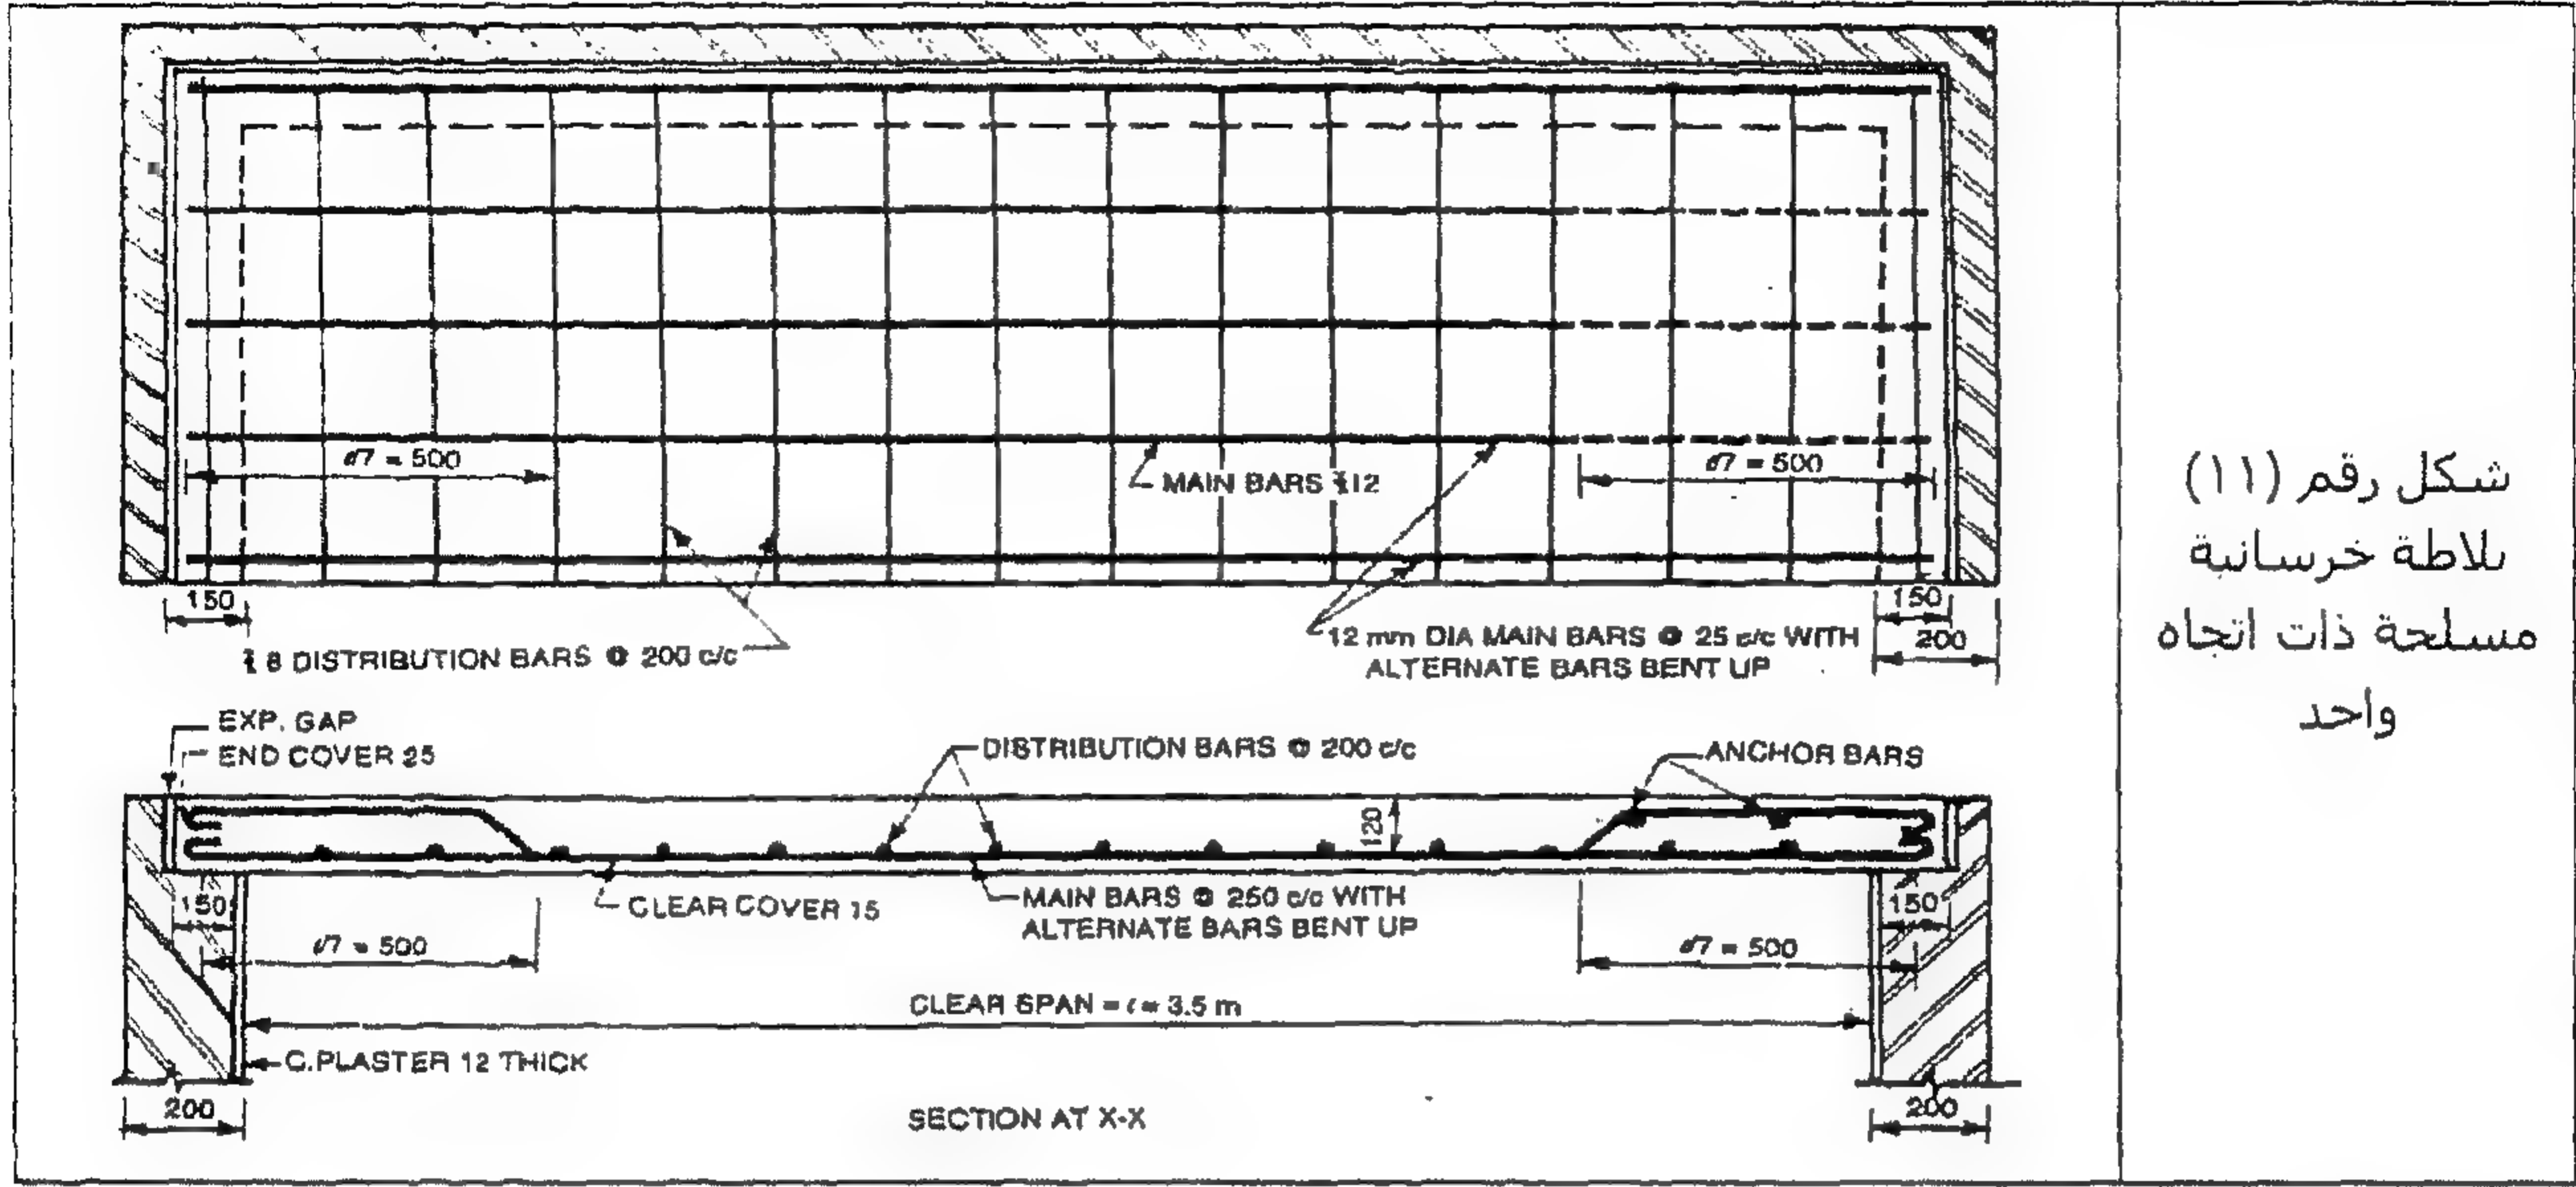 ℓ/7 = 500
MAIN BARS
ℓ/7 = 500
150
150
200
8 DISTRIBUTION BARS @ 200 c/c
12 mm DIA MAIN BARS @ 25 c/c WITH
ALTERNATE BARS BENT UP
EXP. GAP
END COVER 25
DISTRIBUTION BARS @ 200 c/c
ANCHOR BARS
120
150
CLEAR COVER 15
MAIN BARS @ 250 c/c WITH
ALTERNATE BARS BENT UP
150
ℓ/7 = 500
ℓ/7 = 500
CLEAR SPAN = ℓ = 3.5 m
C.PLASTER 12 THICK
200
SECTION AT X-X
200
شكل رقم (١١)
بلاطة خرسانية
مسلحة ذات اتجاه
واحد